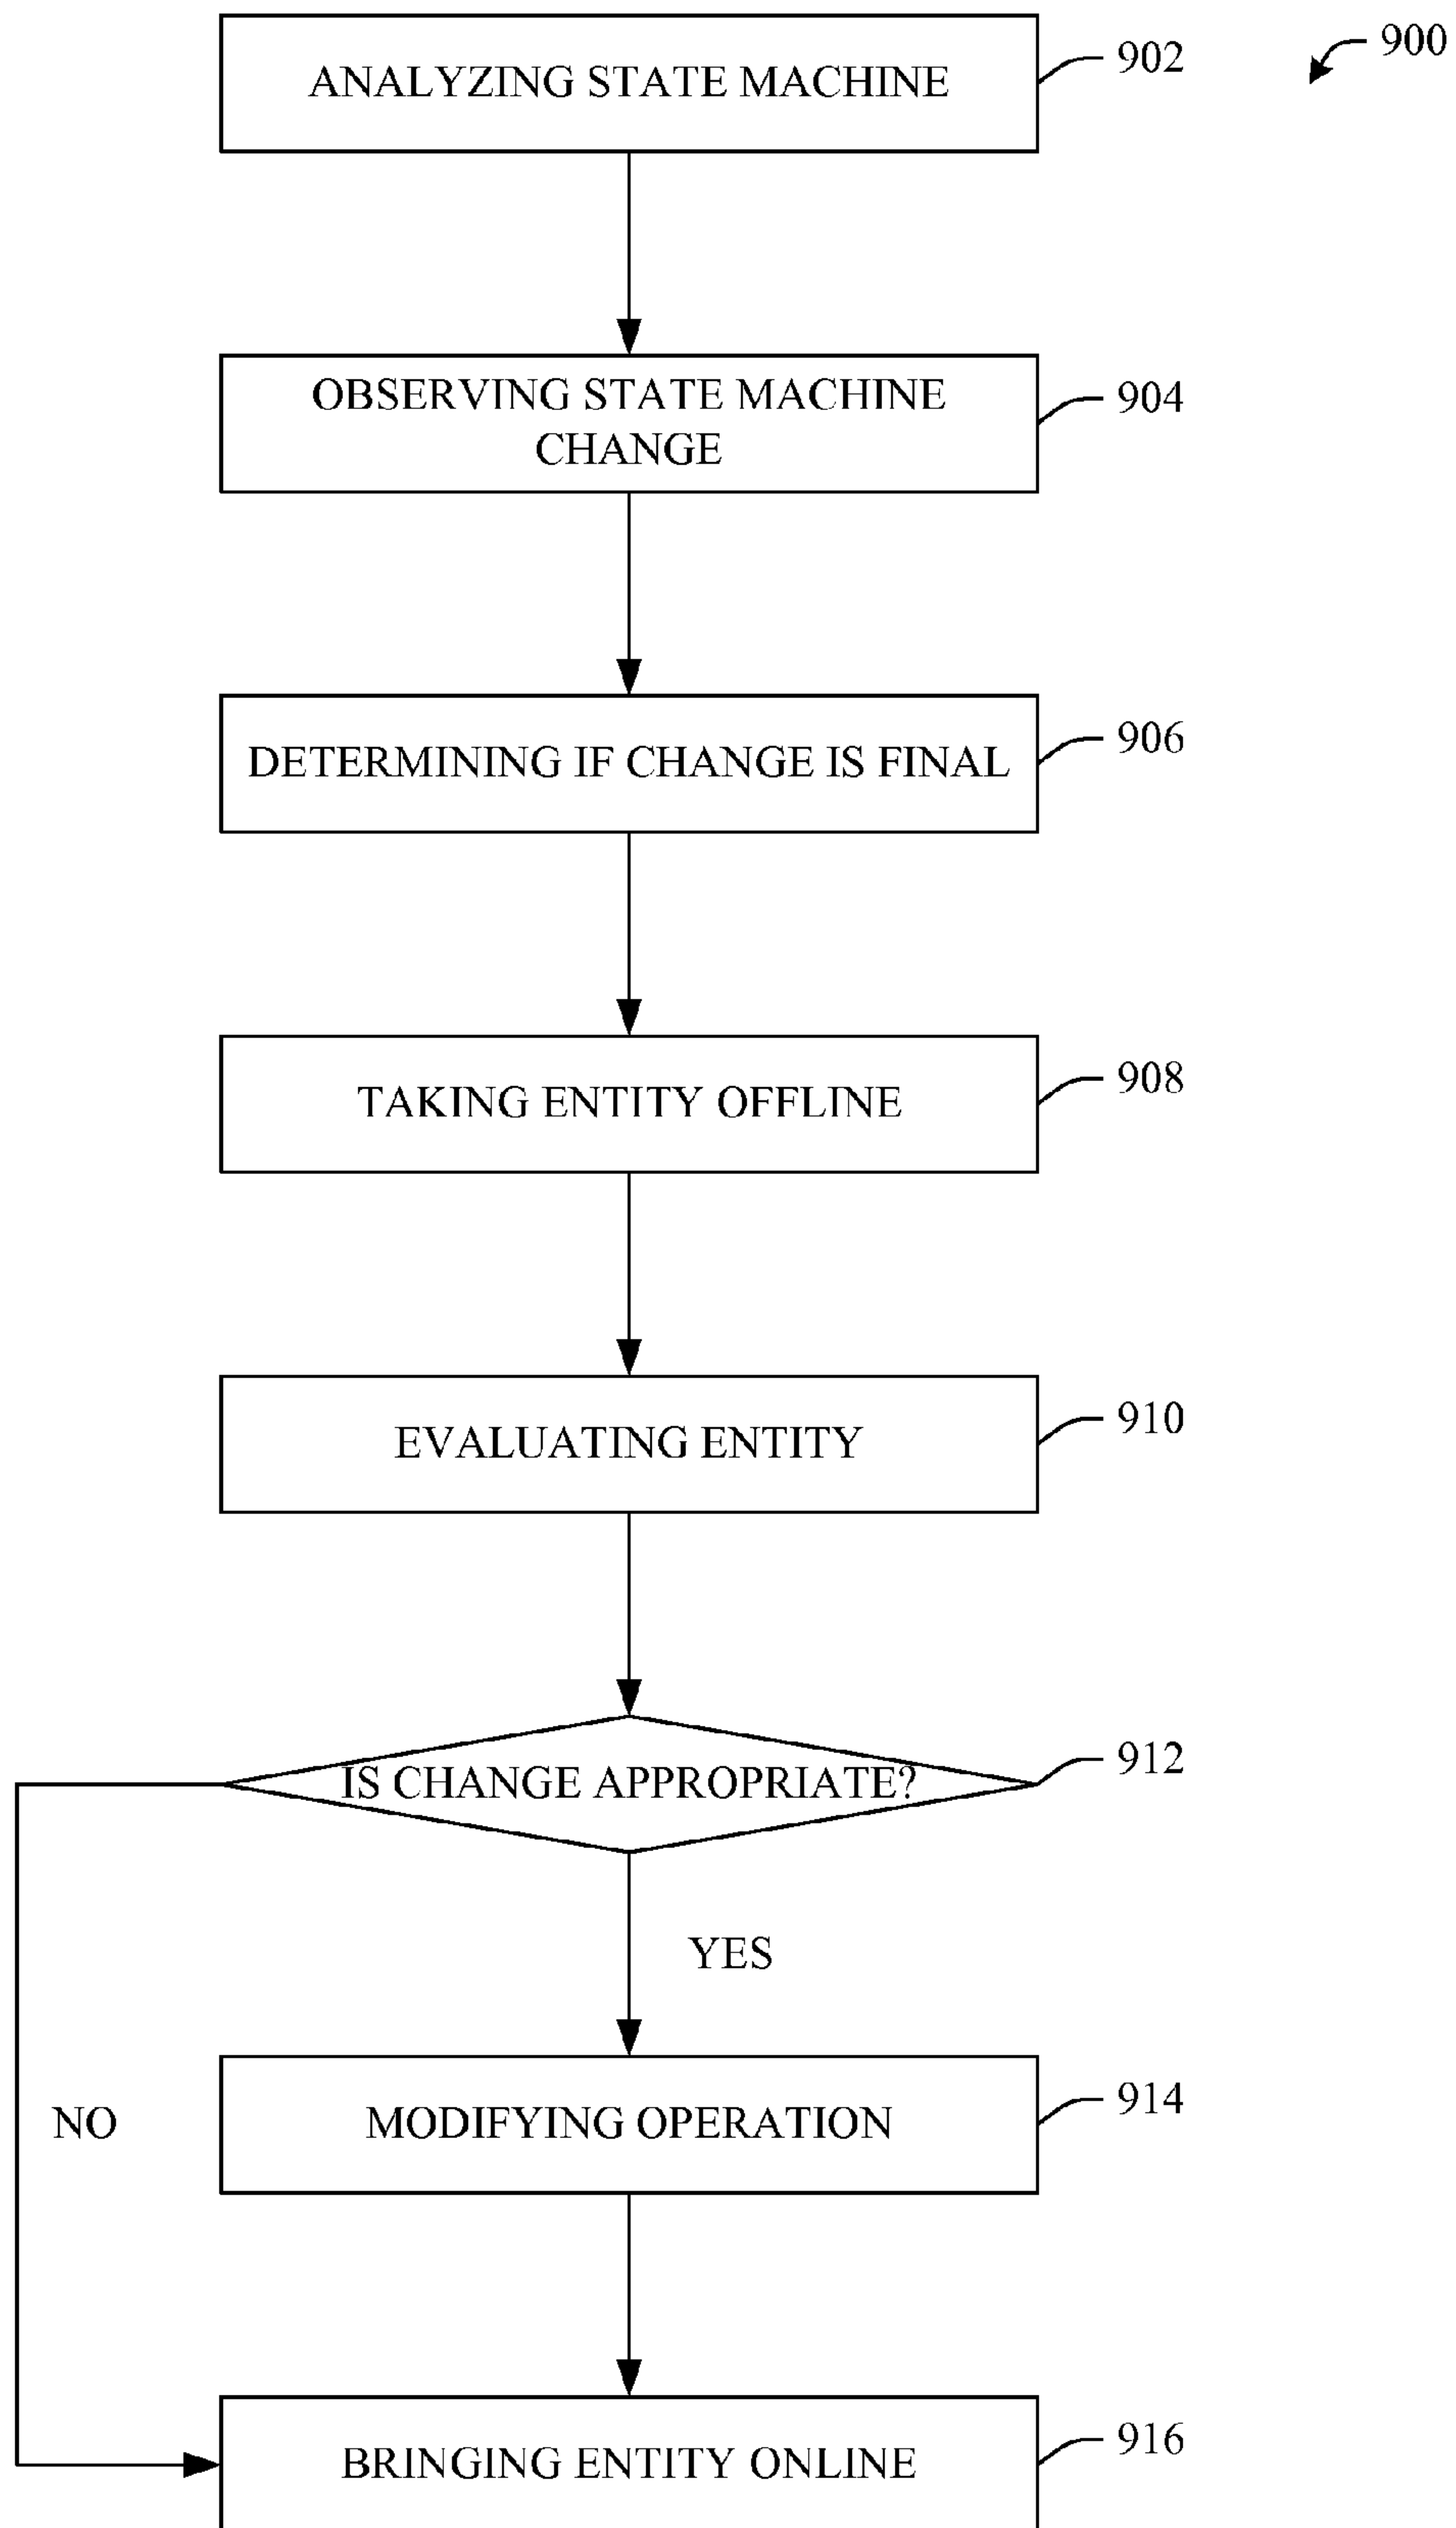 900
ANALYZING STATE MACHINE
902
OBSERVING STATE MACHINE
CHANGE
904
DETERMINING IF CHANGE IS FINAL
906
TAKING ENTITY OFFLINE
908
EVALUATING ENTITY
910
IS CHANGE APPROPRIATE?
912
YES
NO
MODIFYING OPERATION
914
BRINGING ENTITY ONLINE
916